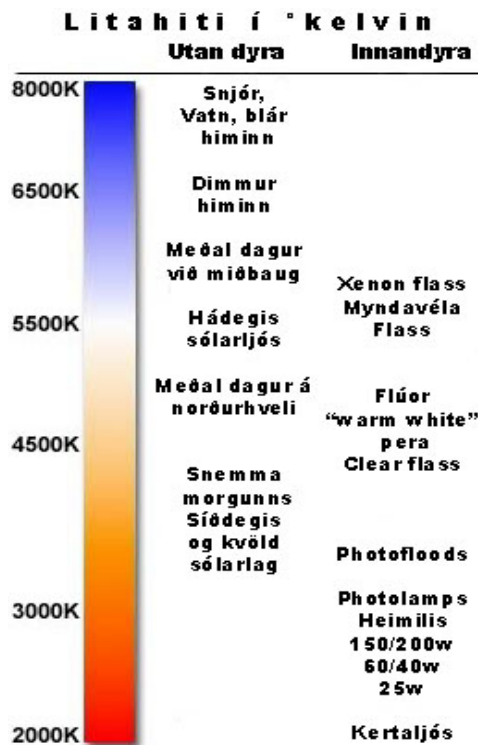 Litahiti í °kelvin
Utan dyra
Innandyra
8000K
6500K
5500K
4500K
3000K
2000K
Snjór,
Vatn, blár
himinn
Dimmur
himinn
Meðal dagur
við miðbaug
Hádegis
sólarljós
Meðal dagur á
norðurhveli
Snemma
morgunns
Síðdegis
og kvöld
sólarlag
Xenon flass
Myndavéla
Flass
Flúor
“warm white”
pera
Clear flass
Photofloods
Photolamps
Heimilis
150/200w
60/40w
25w
Kertaljós